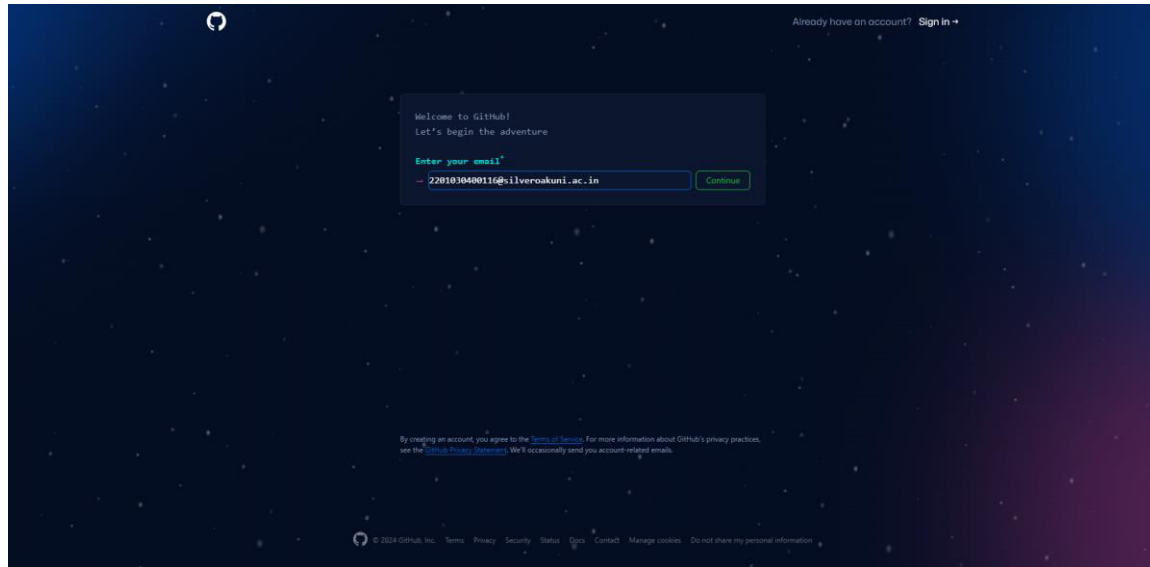 Already have an account? Sign in →
Welcome to GitHub!
Let's begin the adventure
Enter your email*
→ 2201030400116@silveroakuni.ac.in Continue
By creating an account, you agree to the Terms of Service. For more information about GitHub's privacy practices,
see the GitHub Privacy Statement. We'll occasionally send you account-related emails.
© 2024 GitHub, Inc. Terms Privacy Security Status Docs Contact Manage cookies Do not share my personal information